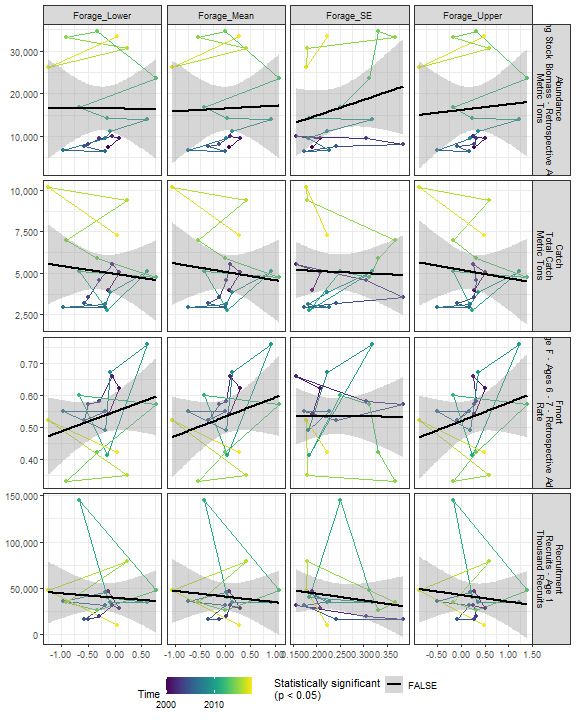 Forage_Lower Forage_Mean Forage_SE Forage_Upper
30,000
20,000
10,000
Abundance
ng Stock Biomass - Retrospective A
Metric Tons
10,000
7,500
5,000
2,500
Catch
Total Catch
Metric Tons
0.70
0.60
0.50
0.40
Fmort
ge F - Ages 6 - 7 - Retrospective Ad
Rate
150,000
100,000
50,000
0
Recruitment
Recruits - Age 1
Thousand Recruits
-1.00 -0.50 0.00 0.50 -1.00 -0.50 0.00 0.50 1.00 0.150 0.200 0.250 0.300 0.350 -0.50 0.00 0.50 1.00 1.50
Time
2000 2010
Statistically significant
(p < 0.05)
FALSE